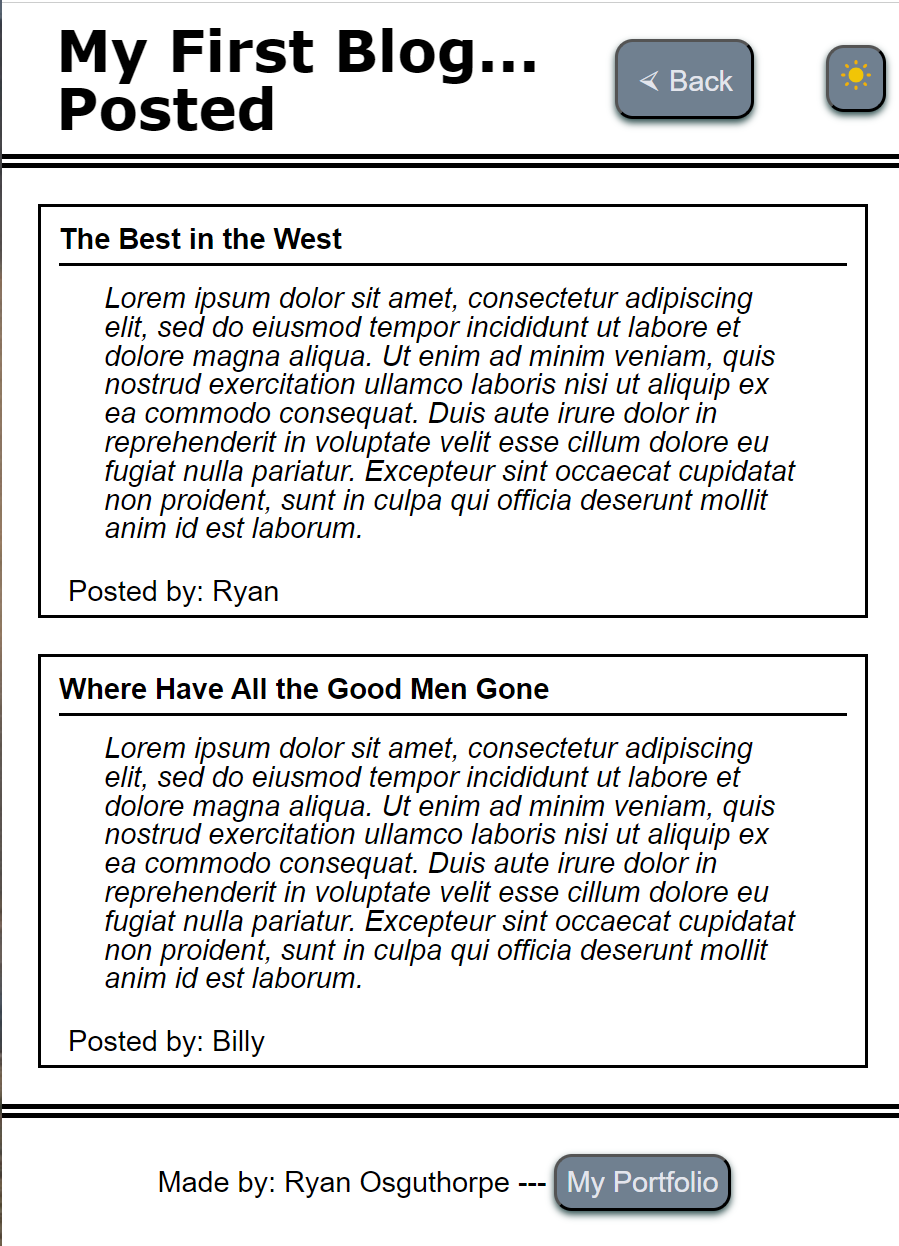 My First Blog...
Posted
⮜ Back
The Best in the West
Lorem ipsum dolor sit amet, consectetur adipiscing
elit, sed do eiusmod tempor incididunt ut labore et
dolore magna aliqua. Ut enim ad minim veniam, quis
nostrud exercitation ullamco laboris nisi ut aliquip ex
ea commodo consequat. Duis aute irure dolor in
reprehenderit in voluptate velit esse cillum dolore eu
fugiat nulla pariatur. Excepteur sint occaecat cupidatat
non proident, sunt in culpa qui officia deserunt mollit
anim id est laborum.
Posted by: Ryan
Where Have All the Good Men Gone
Lorem ipsum dolor sit amet, consectetur adipiscing
elit, sed do eiusmod tempor incididunt ut labore et
dolore magna aliqua. Ut enim ad minim veniam, quis
nostrud exercitation ullamco laboris nisi ut aliquip ex
ea commodo consequat. Duis aute irure dolor in
reprehenderit in voluptate velit esse cillum dolore eu
fugiat nulla pariatur. Excepteur sint occaecat cupidatat
non proident, sunt in culpa qui officia deserunt mollit
anim id est laborum.
Posted by: Billy
Made by: Ryan Osguthorpe --- My Portfolio